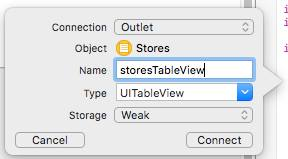 Connection Outlet
Object Stores
Name storesTableView
Type UITableView
Storage Weak
Cancel Connect